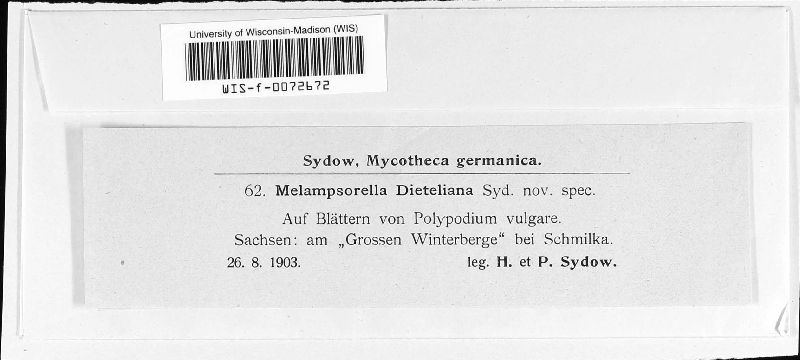 University of Wisconsin-Madison (WIS)
WIS-f-0072672
Sydow, Mycotheca germanica.
62. Melampsorella Dieteliana Syd. nov. spec.
Auf Blättern von Polypodium vulgare.
Sachsen: am „Grossen Winterberge“ bei Schmilka.
26. 8. 1903. leg. H. et P. Sydow.